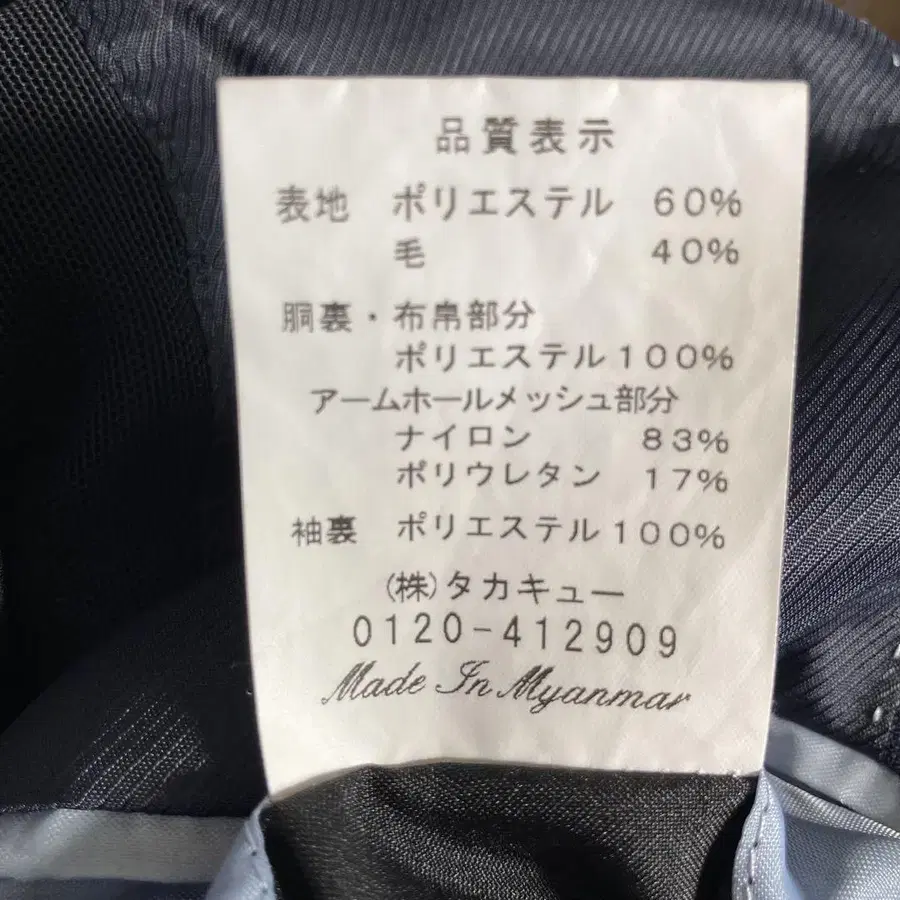 品質表示
表地 ポリエステル 60%
毛 40%
胴裏・布帛部分
ポリエステル100%
アームホールメッシュ部分
ナイロン 83%
ポリウレタン 17%
袖裏 ポリエステル100%
(株)タカキュー
0120-412909
Made In Myanmar